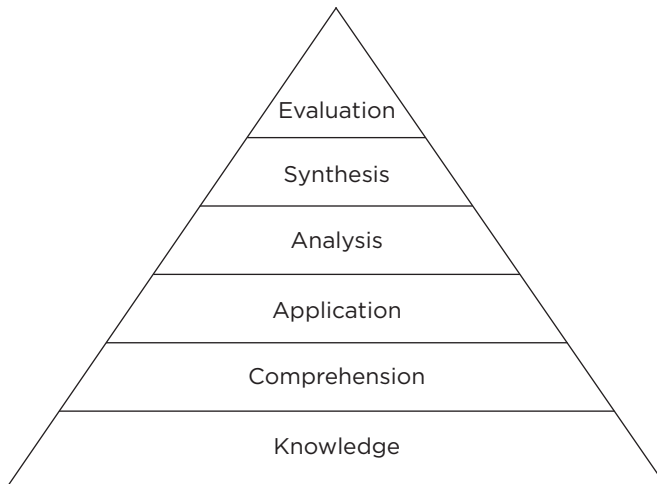 Evaluation
Synthesis
Analysis
Application
Comprehension
Knowledge